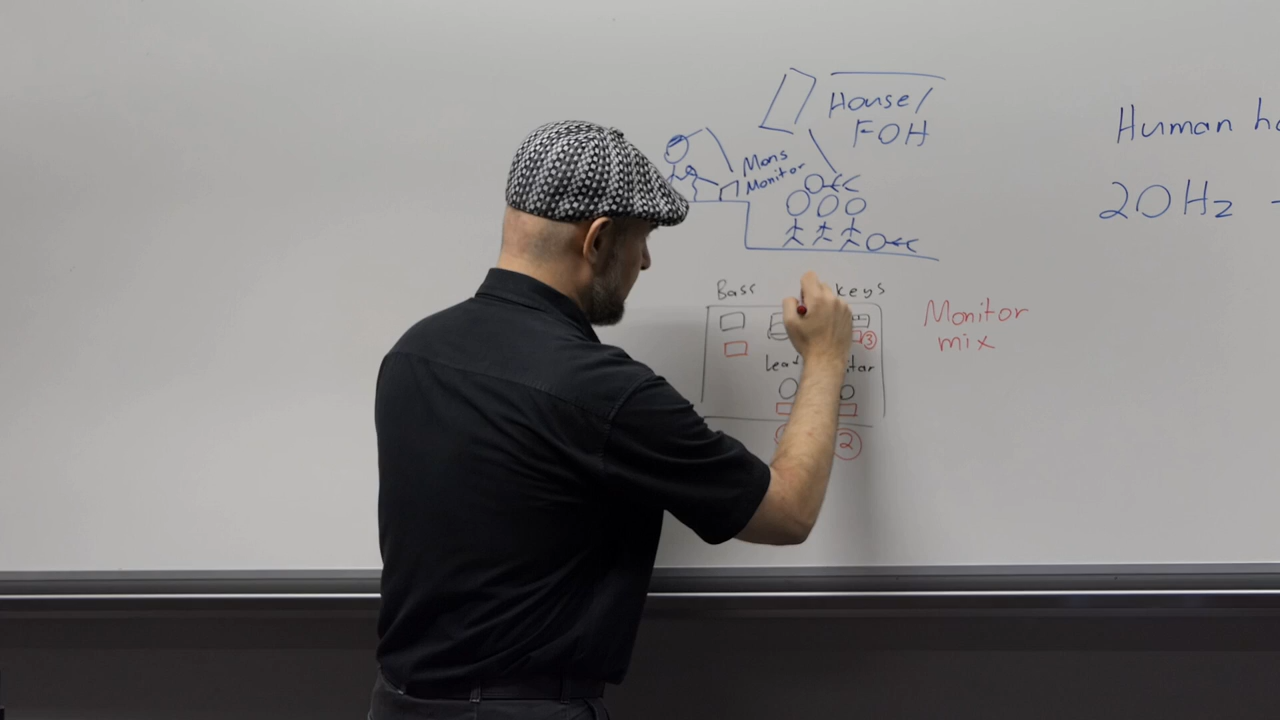 House/
FOH
Mons
Monitor
Human
20Hz -
Bass
keys
3
Monitor
mix
2